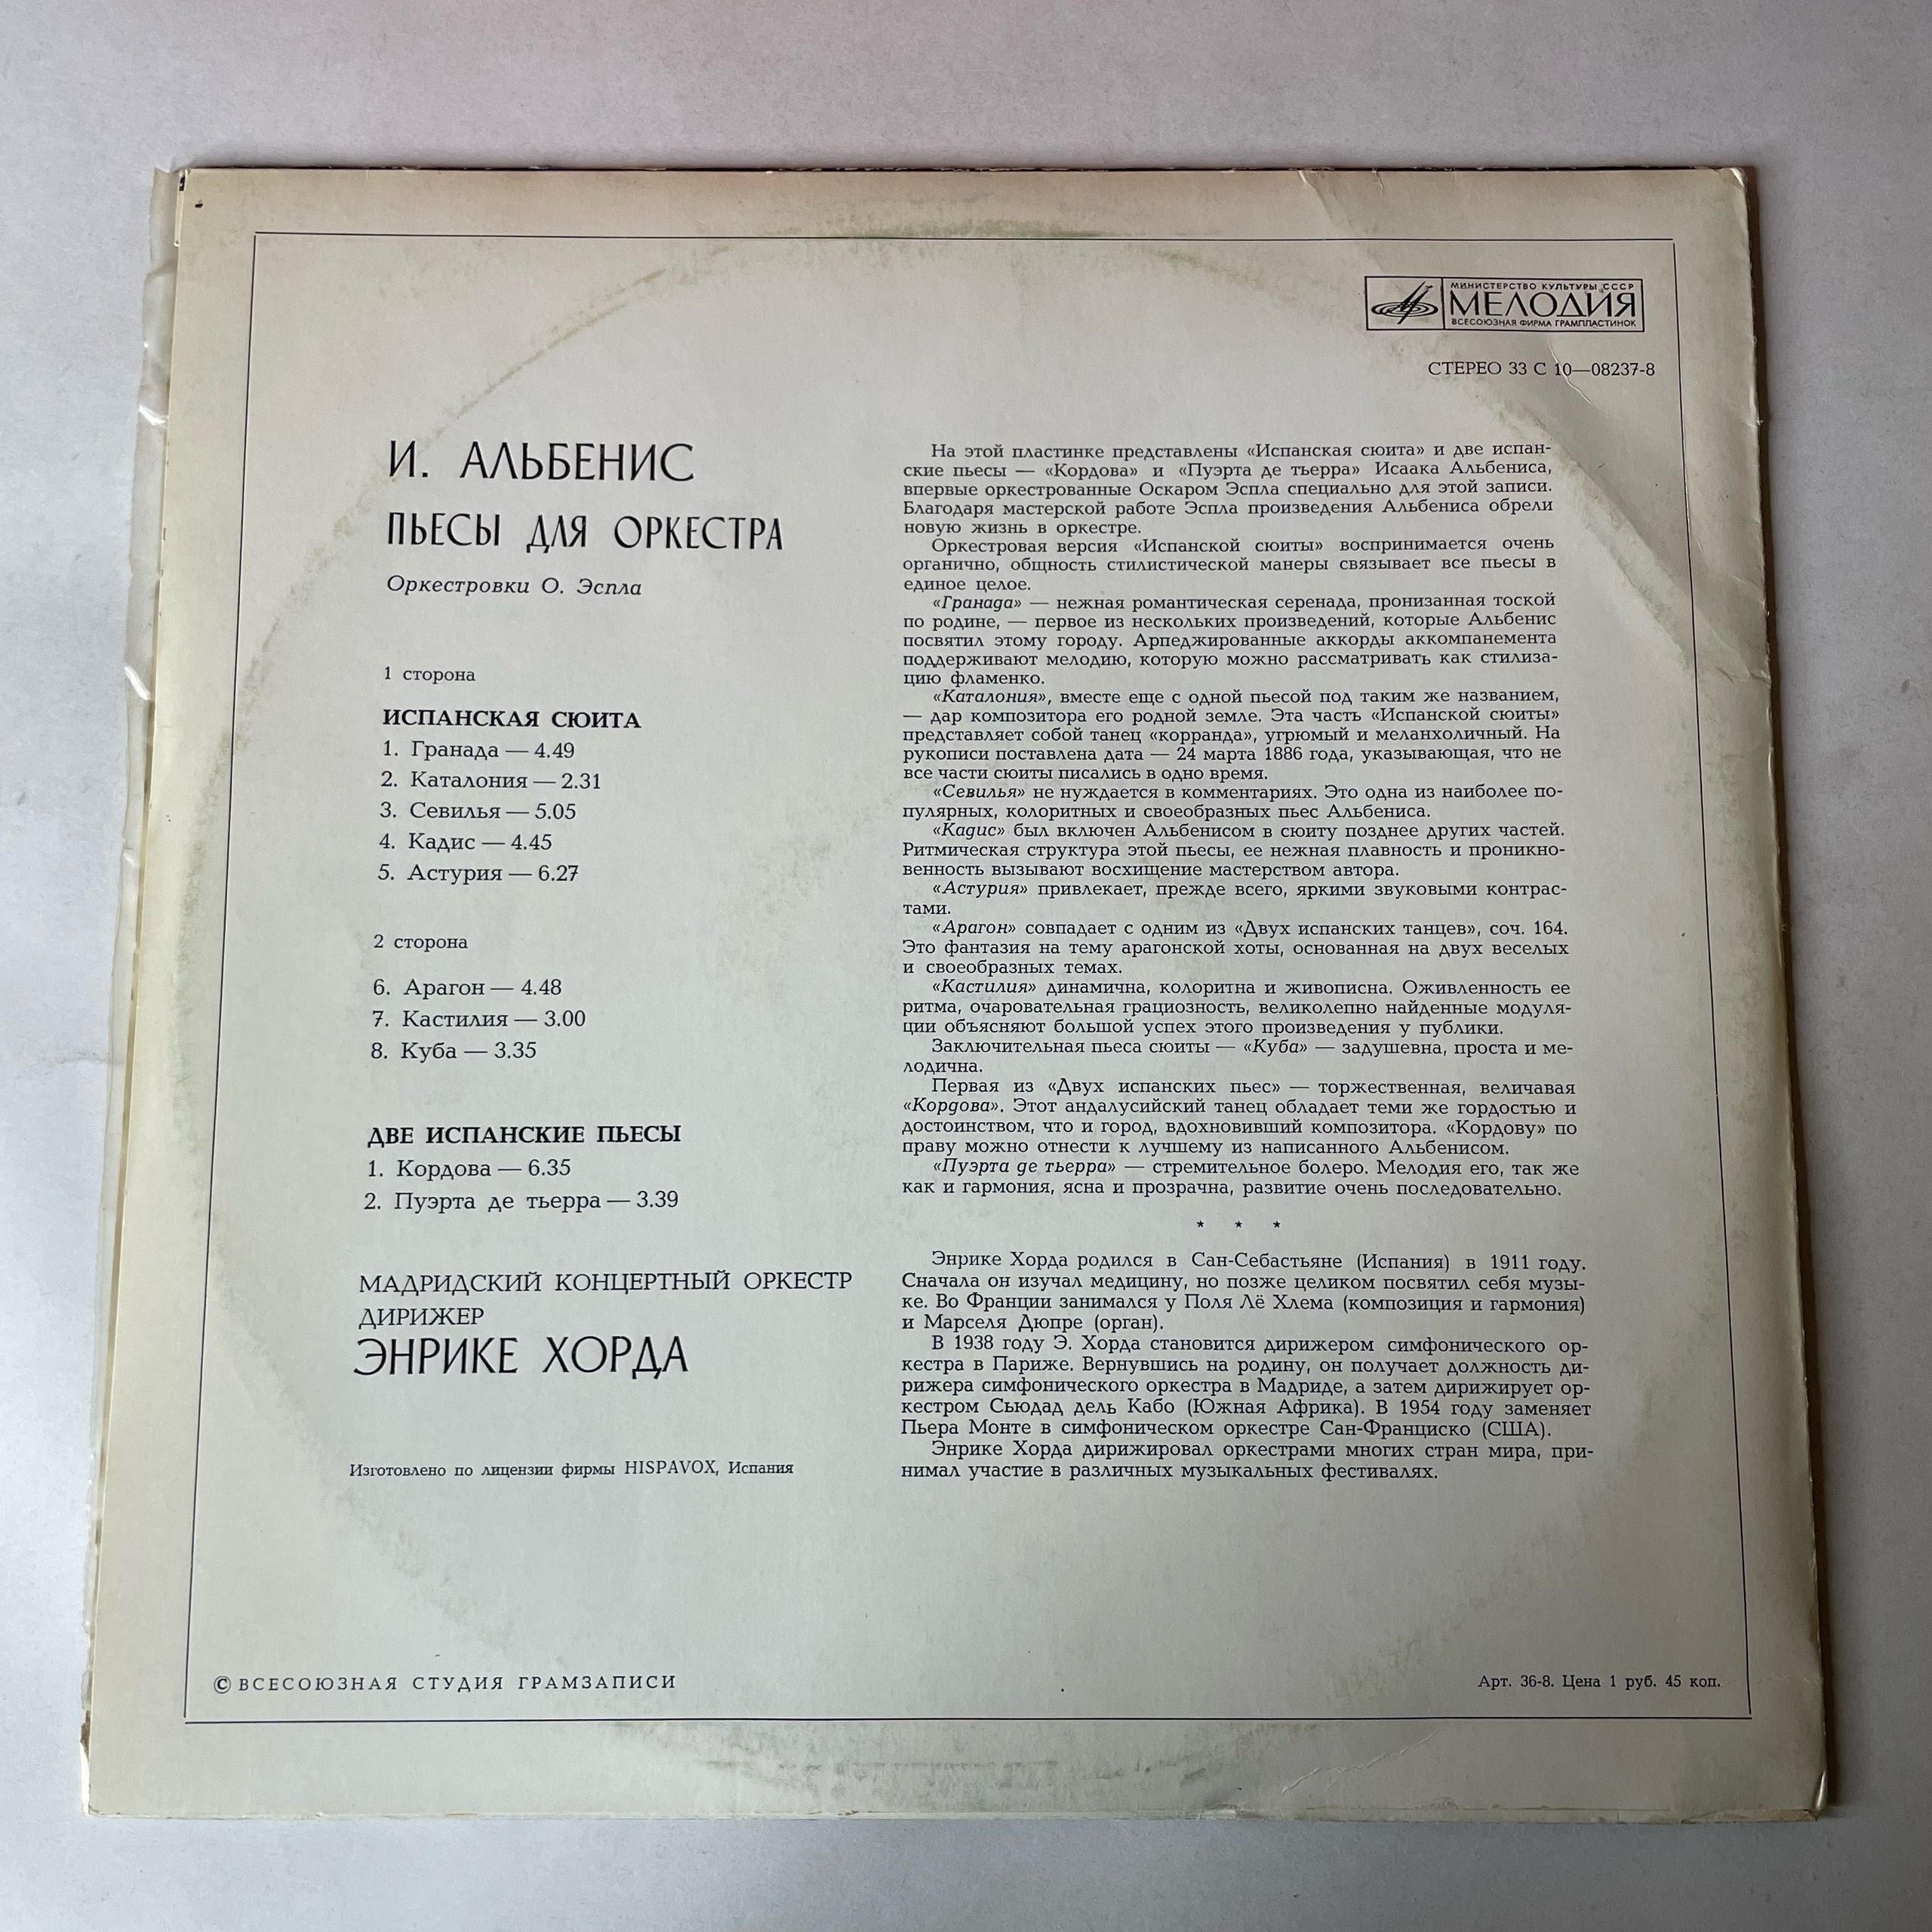 МИНИСТЕРСТВО КУЛЬТУРЫ СССР
МЕЛОДИЯ
ВСЕСОЮЗНАЯ ФИРМА ГРАМПЛАСТИНОК
СТЕРЕО 33 С 10—08237-8
И. АЛЬБЕНИС
ПЬЕСЫ ДЛЯ ОРКЕСТРА
Оркестровки О. Эспла
1 сторона
ИСПАНСКАЯ СЮИТА
1. Гранада — 4.49
2. Каталония — 2.31
3. Севилья — 5.05
4. Кадис — 4.45
5. Астурия — 6.27
2 сторона
6. Арагон — 4.48
7. Кастилия — 3.00
8. Куба — 3.35
ДВЕ ИСПАНСКИЕ ПЬЕСЫ
1. Кордова — 6.35
2. Пуэрта де тьерра — 3.39
МАДРИДСКИЙ КОНЦЕРТНЫЙ ОРКЕСТР
ДИРИЖЕР
ЭНРИКЕ ХОРДА
Изготовлено по лицензии фирмы HISPAVOX, Испания
На этой пластинке представлены «Испанская сюита» и две испан-
ские пьесы — «Кордова» и «Пуэрта де тьерра» Исаака Альбениса,
впервые оркестрованные Оскаром Эспла специально для этой записи.
Благодаря мастерской работе Эспла произведения Альбениса обрели
новую жизнь в оркестре.
Оркестровая версия «Испанской сюиты» воспринимается очень
органично, общность стилистической манеры связывает все пьесы в
единое целое.
«Гранада» — нежная романтическая серенада, пронизанная тоской
по родине, — первое из нескольких произведений, которые Альбенис
посвятил этому городу. Арпеджированные аккорды аккомпанемента
поддерживают мелодию, которую можно рассматривать как стилиза-
цию фламенко.
«Каталония», вместе еще с одной пьесой под таким же названием,
— дар композитора его родной земле. Эта часть «Испанской сюиты»
представляет собой танец «корранда», угрюмый и меланхоличный. На
рукописи поставлена дата — 24 марта 1886 года, указывающая, что не
все части сюиты писались в одно время.
«Севилья» не нуждается в комментариях. Это одна из наиболее по-
пулярных, колоритных и своеобразных пьес Альбениса.
«Кадис» был включен Альбенисом в сюиту позднее других частей.
Ритмическая структура этой пьесы, ее нежная плавность и проникно-
венность вызывают восхищение мастерством автора.
«Астурия» привлекает, прежде всего, яркими звуковыми контрас-
тами.
«Арагон» совпадает с одним из «Двух испанских танцев», соч. 164.
Это фантазия на тему арагонской хоты, основанная на двух веселых
и своеобразных темах.
«Кастилия» динамична, колоритна и живописна. Оживленность ее
ритма, очаровательная грациозность, великолепно найденные модуля-
ции объясняют большой успех этого произведения у публики.
Заключительная пьеса сюиты — «Куба» — задушевна, проста и ме-
лодична.
Первая из «Двух испанских пьес» — торжественная, величавая
«Кордова». Этот андалусийский танец обладает теми же гордостью и
достоинством, что и город, вдохновивший композитора. «Кордову» по
праву можно отнести к лучшему из написанного Альбенисом.
«Пуэрта де тьерра» — стремительное болеро. Мелодия его, так же
как и гармония, ясна и прозрачна, развитие очень последовательно.
* * *
Энрике Хорда родился в Сан-Себастьяне (Испания) в 1911 году.
Сначала он изучал медицину, но позже целиком посвятил себя музы-
ке. Во Франции занимался у Поля Лё Хлема (композиция и гармония)
и Марселя Дюпре (орган).
В 1938 году Э. Хорда становится дирижером симфонического ор-
кестра в Париже. Вернувшись на родину, он получает должность ди-
рижера симфонического оркестра в Мадриде, а затем дирижирует ор-
кестром Сьюдад дель Кабо (Южная Африка). В 1954 году заменяет
Пьера Монте в симфоническом оркестре Сан-Франциско (США).
Энрике Хорда дирижировал оркестрами многих стран мира, при-
нимал участие в различных музыкальных фестивалях.
© ВСЕСОЮЗНАЯ СТУДИЯ ГРАМЗАПИСИ
Арт. 36-8. Цена 1 руб. 45 коп.